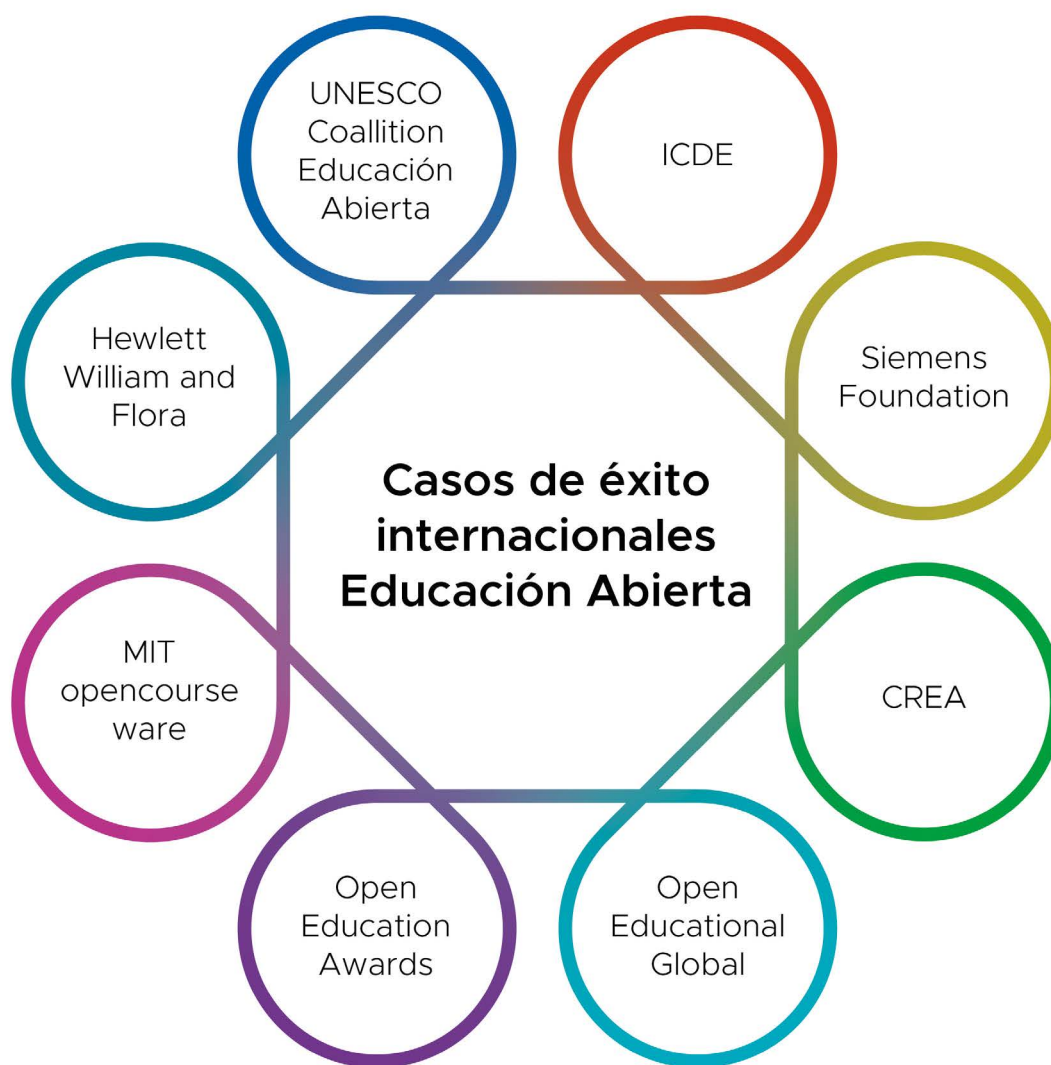 UNESCO
Coallition
Educación
Abierta
ICDE
Hewlett
William and
Flora
Siemens
Foundation
Casos de éxito
internacionales
Educación Abierta
MIT
opencourse
ware
CREA
Open
Education
Awards
Open
Educational
Global